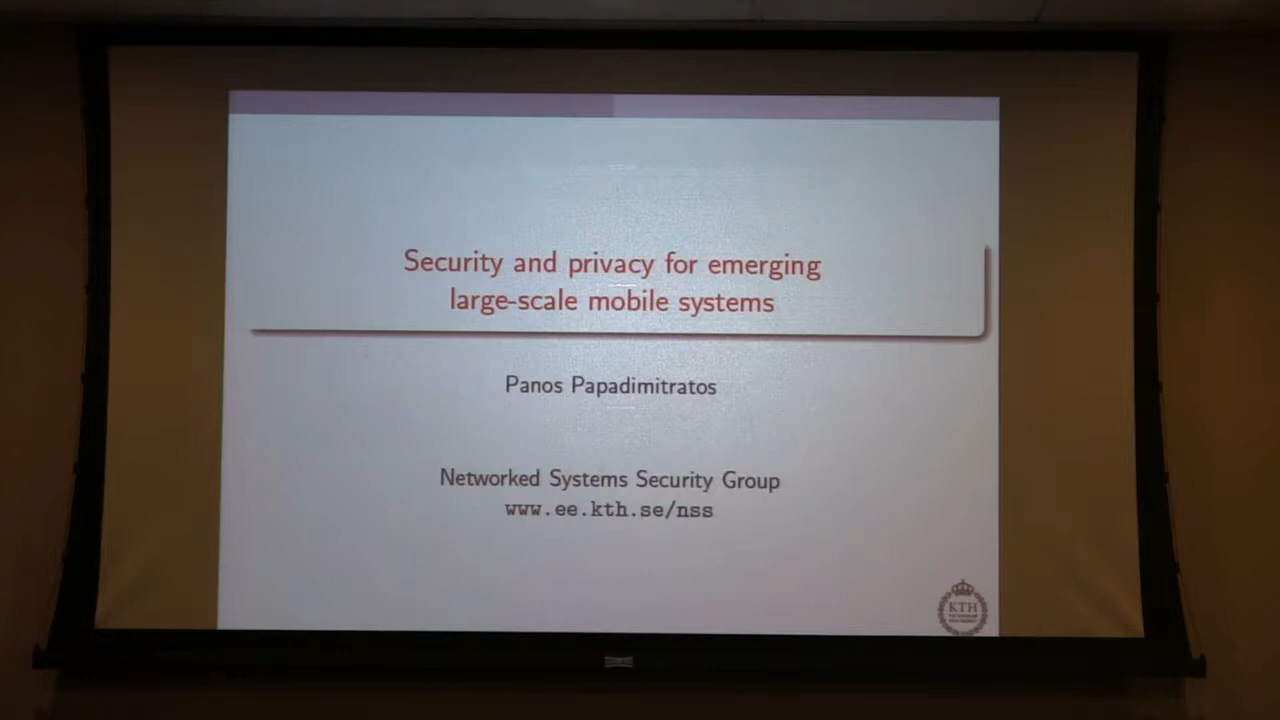 Security and privacy for emerging
large-scale mobile systems
Panos Papadimitratos
Networked Systems Security Group
www.ee.kth.se/nss
KTH